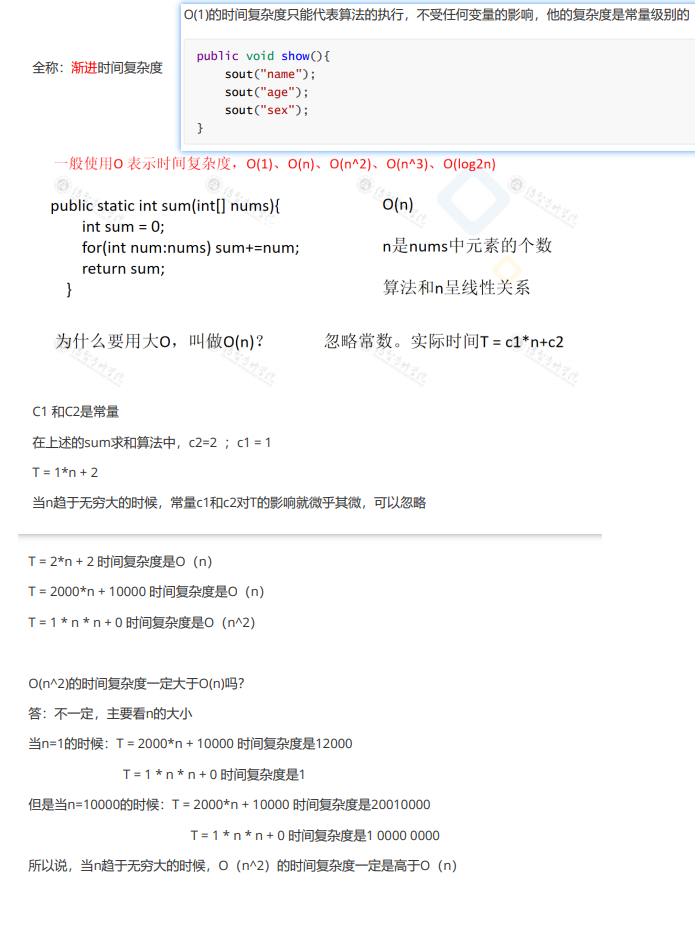 O(1)的时间复杂度只能代表算法的执行，不受任何变量的影响，他的复杂度是常量级别的
public void show(){
sout("name");
sout("age");
sout("sex");
}
全称：渐进时间复杂度
一般使用O 表示时间复杂度，O(1)、O(n)、O(n^2)、O(n^3)、O(log2n)
public static int sum(int[] nums){
int sum = 0;
for(int num:nums) sum+=num;
return sum;
}
O(n)
n是nums中元素的个数
算法和n呈线性关系
为什么要用大O，叫做O(n)？
忽略常数。实际时间T = c1*n+c2
C1 和C2是常量
在上述的sum求和算法中，c2=2 ；c1 = 1
T = 1*n + 2
当n趋于无穷大的时候，常量c1和c2对T的影响就微乎其微，可以忽略
T = 2*n + 2 时间复杂度是O（n）
T = 2000*n + 10000 时间复杂度是O（n）
T = 1 * n * n + 0 时间复杂度是O（n^2）
O(n^2)的时间复杂度一定大于O(n)吗？
答：不一定，主要看n的大小
当n=1的时候：T = 2000*n + 10000 时间复杂度是12000
T = 1 * n * n + 0 时间复杂度是1
但是当n=10000的时候：T = 2000*n + 10000 时间复杂度是20010000
T = 1 * n * n + 0 时间复杂度是1 0000 0000
所以说，当n趋于无穷大的时候，O（n^2）的时间复杂度一定是高于O（n）